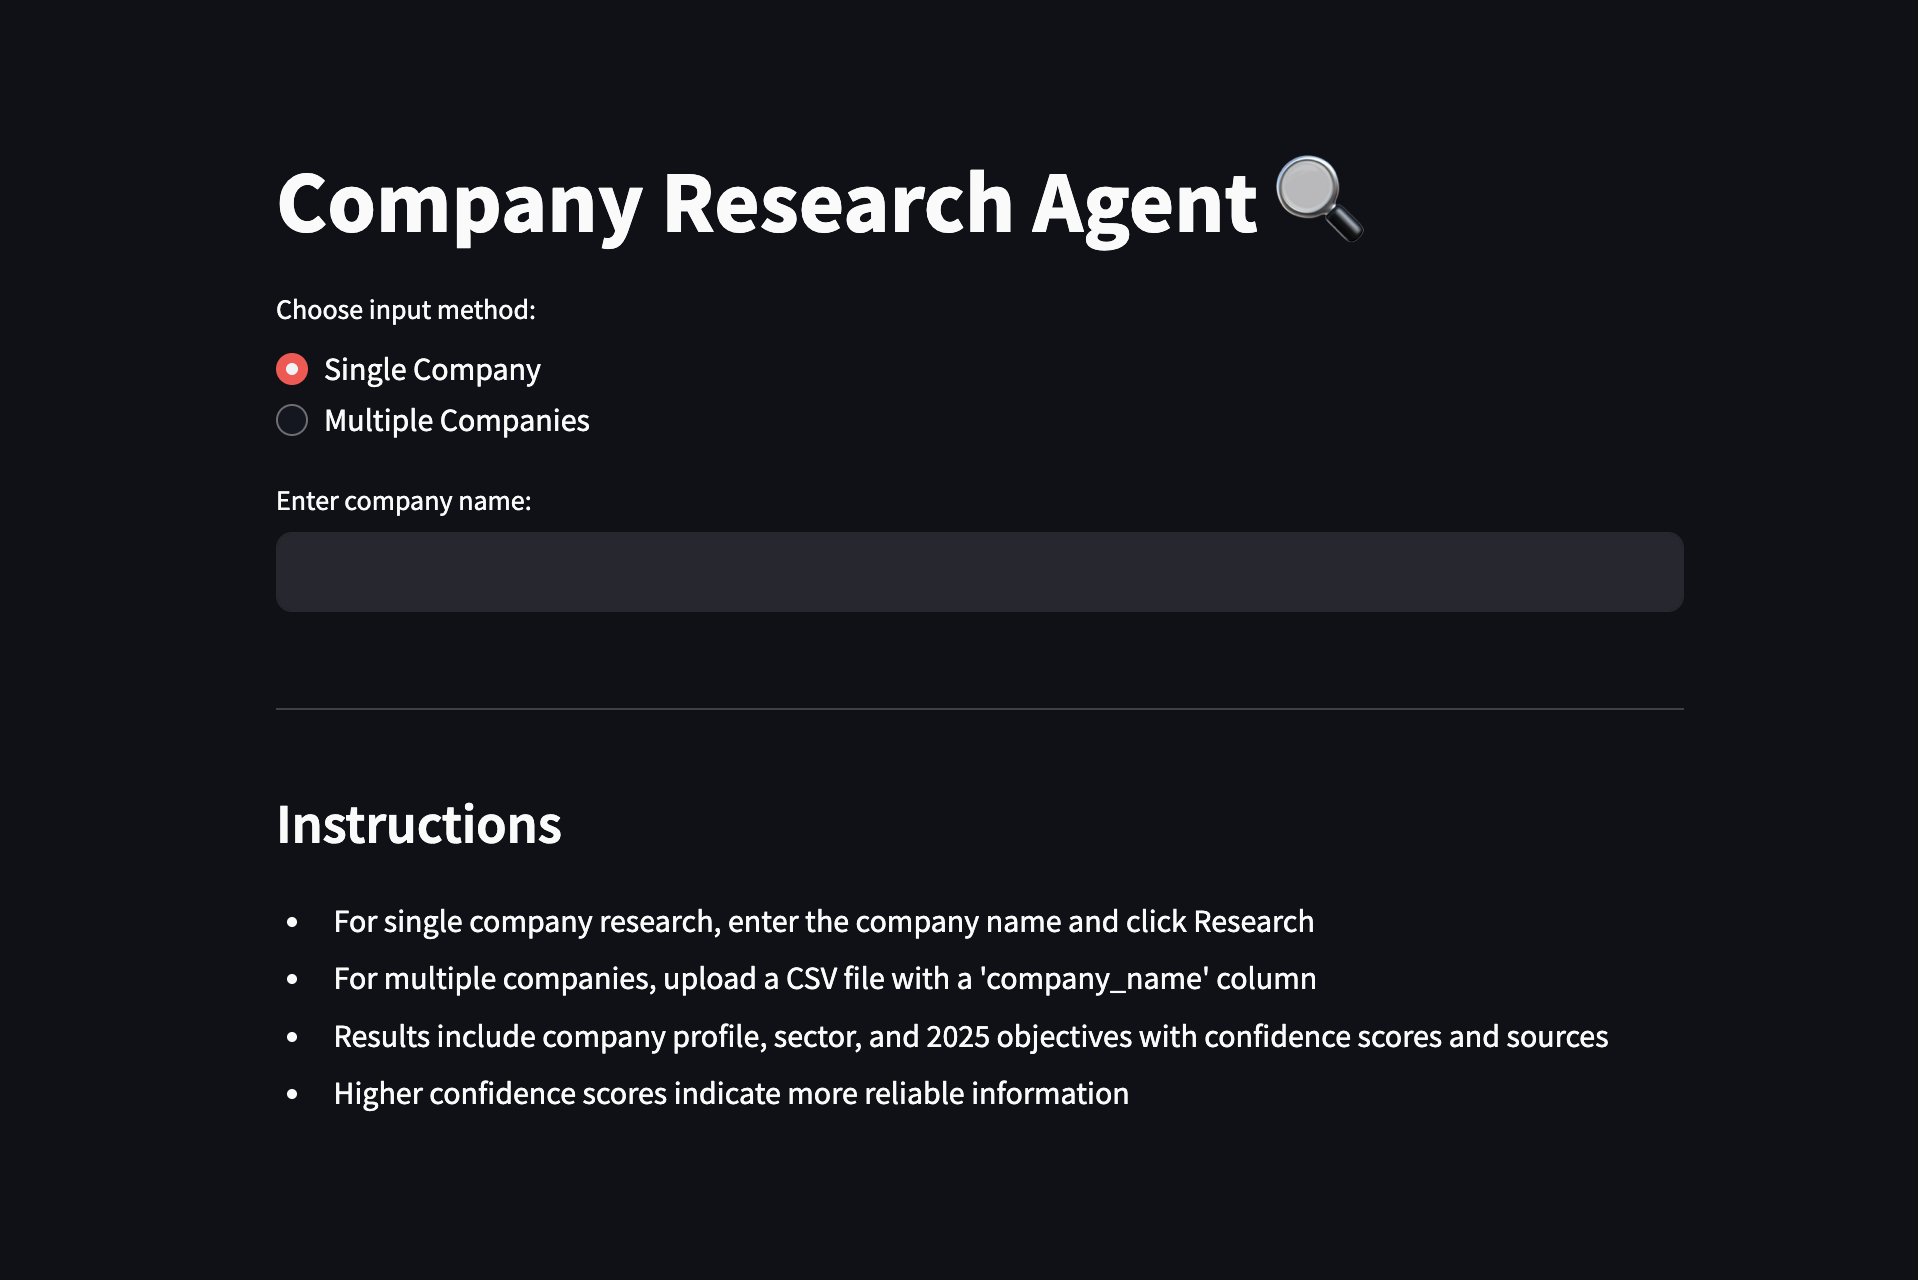 Company Research Agent
Choose input method:
Single Company
Multiple Companies
Enter company name:
Instructions
For single company research, enter the company name and click Research
For multiple companies, upload a CSV file with a 'company_name' column
Results include company profile, sector, and 2025 objectives with confidence scores and sources
Higher confidence scores indicate more reliable information